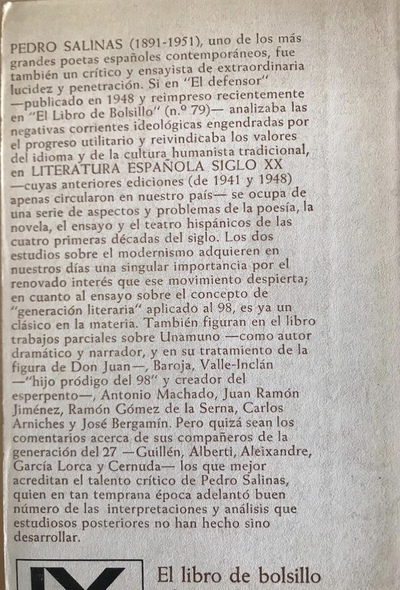 PEDRO SALINAS (1891-1951), uno de los más
grandes poetas españoles contemporáneos, fue
también un crítico y ensayista de extraordinaria
lucidez y penetración. Si en "El defensor"
—publicado en 1948 y reimpreso recientemente
en "El Libro de Bolsillo" (n.º 79)— analizaba las
negativas corrientes ideológicas engendradas por
el progreso utilitario y reivindicaba los valores
del idioma y de la cultura humanista tradicional,
en LITERATURA ESPAÑOLA SIGLO XX
—cuyas anteriores ediciones (de 1941 y 1948)
apenas circularon en nuestro país— se ocupa de
una serie de aspectos y problemas de la poesía, la
novela, el ensayo y el teatro hispánicos de las
cuatro primeras décadas del siglo. Los dos
estudios sobre el modernismo adquieren en
nuestros días una singular importancia por el
renovado interés que ese movimiento despierta;
en cuanto al ensayo sobre el concepto de
"generación literaria" aplicado al 98, es ya un
clásico en la materia. También figuran en el libro
trabajos parciales sobre Unamuno —como autor
dramático y narrador, y en su tratamiento de la
figura de Don Juan—, Baroja, Valle-Inclán
—"hijo pródigo del 98" y creador del
esperpento—, Antonio Machado, Juan Ramón
Jiménez, Ramón Gómez de la Serna, Carlos
Arniches y José Bergamín. Pero quizá sean los
comentarios acerca de sus compañeros de la
generación del 27 —Guillén, Alberti, Aleixandre,
García Lorca y Cernuda— los que mejor
acreditan el talento crítico de Pedro Salinas,
quien en tan temprana época adelantó buen
número de las interpretaciones y análisis que
estudiosos posteriores no han hecho sino
desarrollar.
El libro de bolsillo